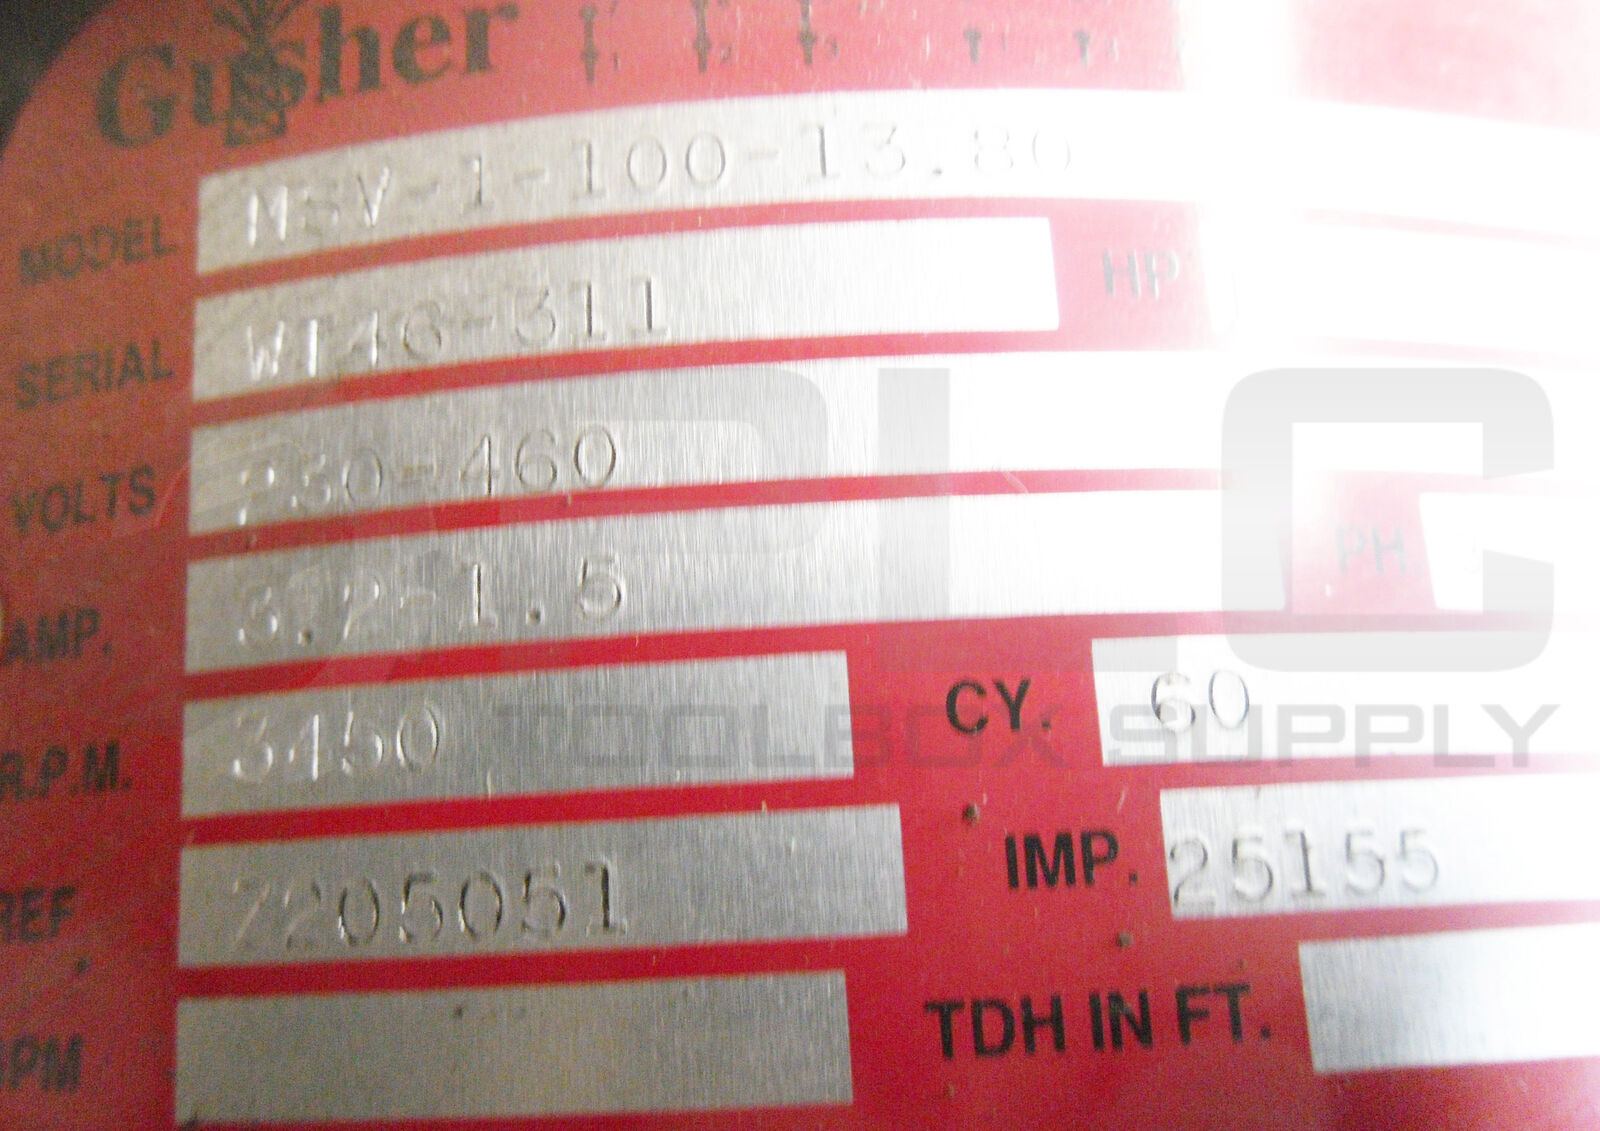 Gusher
MODEL MSV-1-100-13.80
SERIAL WT46-311 HP
VOLTS 230-460
AMP. 3.2-1.5 PH
R.P.M. 3450 CY. 60
REF 7205051 IMP. 25155
TDH IN FT.
PLC
TOOLBOX SUPPLY